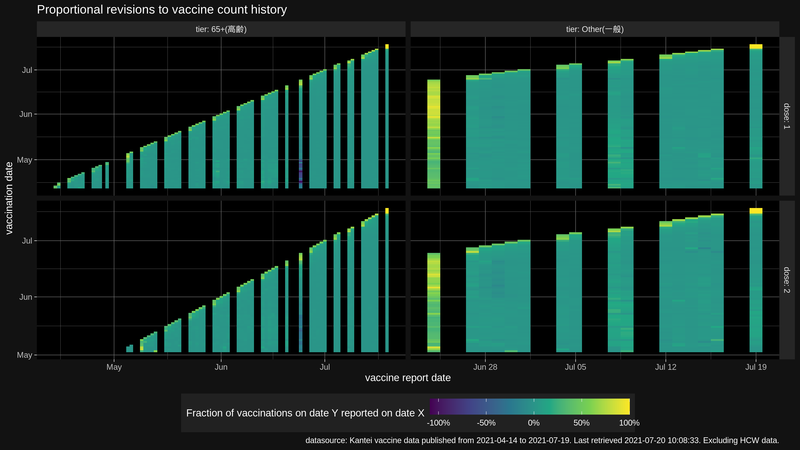 Proportional revisions to vaccine count history
tier: 65+(高齢)
tier: Other(一般)
Jul
Jun
May
dose: 1
vaccination date
Jul
Jun
May
dose: 2
May
Jun
Jul
Jun 28
Jul 05
Jul 12
Jul 19
vaccine report date
Fraction of vaccinations on date Y reported on date X
-100%
-50%
0%
50%
100%
datasource: Kantei vaccine data published from 2021-04-14 to 2021-07-19. Last retrieved 2021-07-20 10:08:33. Excluding HCW data.